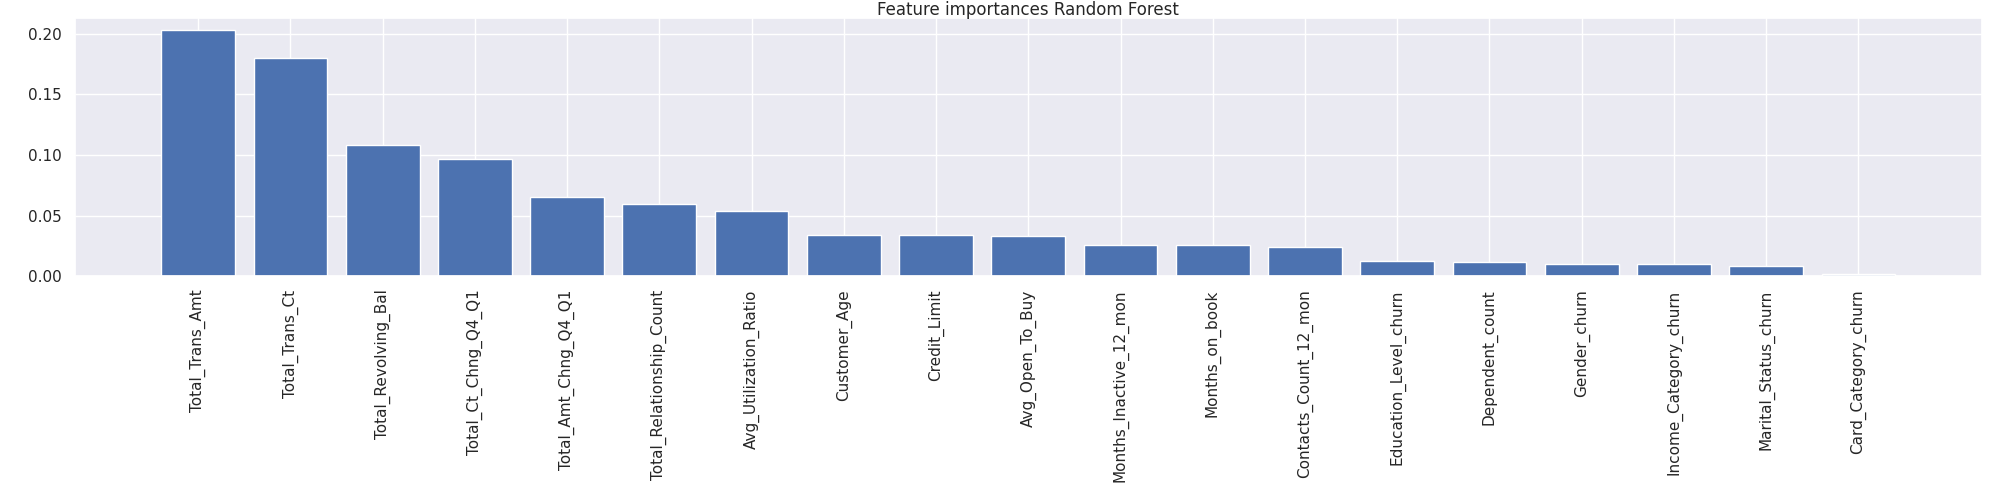 Feature importances Random Forest
0.20
0.15
0.10
0.05
0.00
Total_Trans_Amt
Total_Trans_Ct
Total_Revolving_Bal
Total_Ct_Chng_Q4_Q1
Total_Amt_Chng_Q4_Q1
Total_Relationship_Count
Avg_Utilization_Ratio
Customer_Age
Credit_Limit
Avg_Open_To_Buy
Months_Inactive_12_mon
Months_on_book
Contacts_Count_12_mon
Education_Level_churn
Dependent_count
Gender_churn
Income_Category_churn
Marital_Status_churn
Card_Category_churn